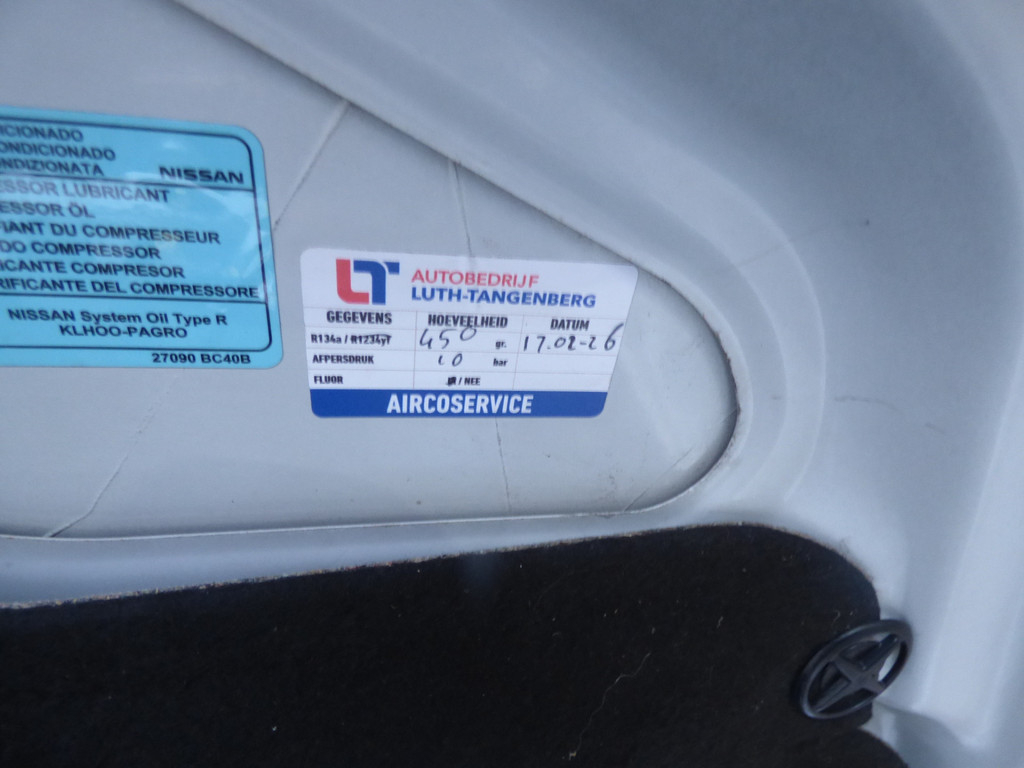 ICIONADO
ONDICIONADO
NDIZIONATA NISSAN
ESSOR LUBRICANT
ESSOR ÖL
FIANT DU COMPRESSEUR
DO COMPRESSOR
ICANTE COMPRESOR
RIFICANTE DEL COMPRESSORE
NISSAN System Oil Type R
KLHOO-PAGRO
27090 BC40B
LT AUTOBEDRIJF
LUTH-TANGENBERG
GEGEVENS HOEVEELHEID DATUM
R134a / R1234yf 450 gr. 17.02-26
AFPERSDRUK 10 bar
FLUOR JA / NEE
AIRCOSERVICE